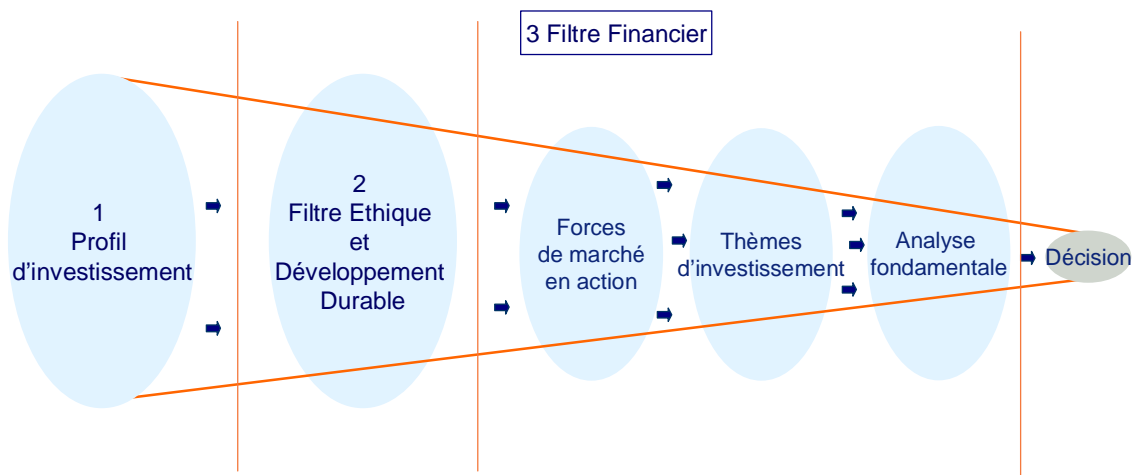 3 Filtre Financier
1
Profil
d’investissement
2
Filtre Ethique
et
Développement
Durable
Forces
de marché
en action
Thèmes
d’investissement
Analyse
fondamentale
Décision